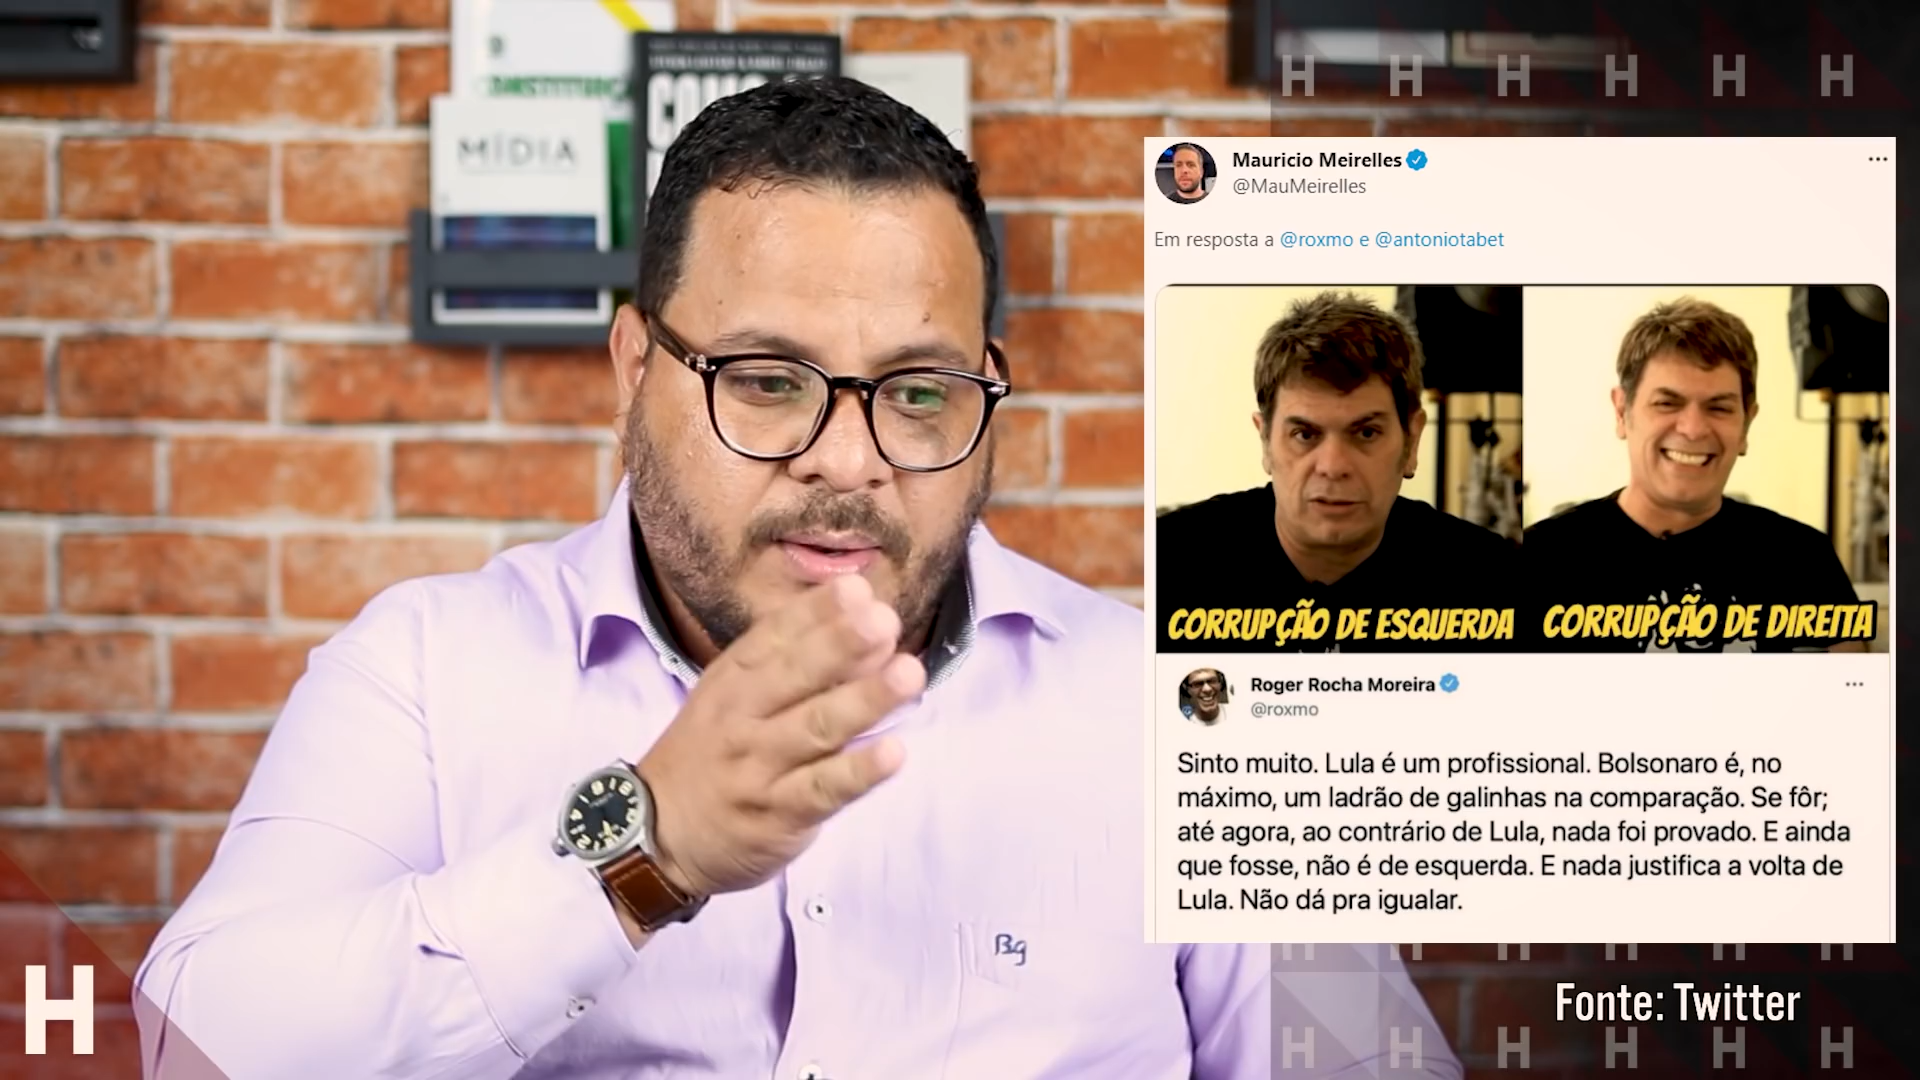 MÍDIA
H H H H H H
Mauricio Meirelles
@MauMeirelles
Em resposta a @roxmo e @antoniotabet
CORRUPÇÃO DE ESQUERDA
CORRUPÇÃO DE DIREITA
Roger Rocha Moreira
@roxmo
Sinto muito. Lula é um profissional. Bolsonaro é, no
máximo, um ladrão de galinhas na comparação. Se fôr;
até agora, ao contrário de Lula, nada foi provado. E ainda
que fosse, não é de esquerda. E nada justifica a volta de
Lula. Não dá pra igualar.
Bg
H
Fonte: Twitter
H H H H H H